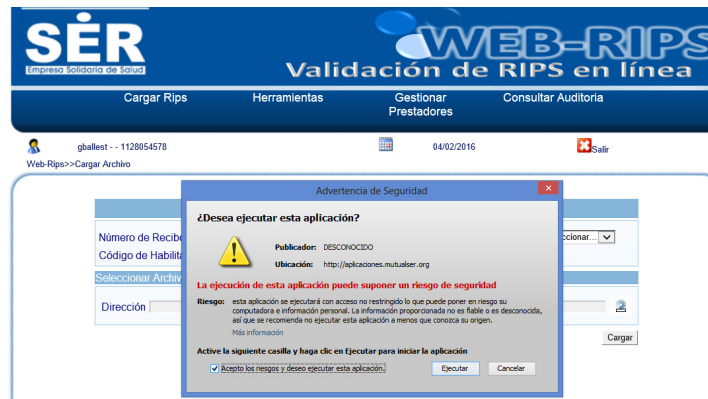 SER
Empresa Solidaria de Salud
WEB-RIPS
Validación de RIPS en línea
Cargar Rips
Herramientas
Gestionar
Prestadores
Consultar Auditoria
gballest - - 1128054578
04/02/2016
Salir
Web-Rips>>Cargar Archivo
Advertencia de Seguridad
¿Desea ejecutar esta aplicación?
Publicador: DESCONOCIDO
Ubicación: http://aplicaciones.mutualser.org
La ejecución de esta aplicación puede suponer un riesgo de seguridad
Riesgo: esta aplicación se ejecutará con acceso no restringido lo que puede poner en riesgo su
computadora e información personal. La información proporcionada no es fiable o es desconocida,
así que se recomienda no ejecutar esta aplicación a menos que conozca su origen.
Más información
Active la siguiente casilla y haga clic en Ejecutar para iniciar la aplicación
Acepto los riesgos y deseo ejecutar esta aplicación.
Ejecutar
Cancelar
Número de Recib
Código de Habilit
ccionar...
Seleccionar Archiv
Dirección
Cargar